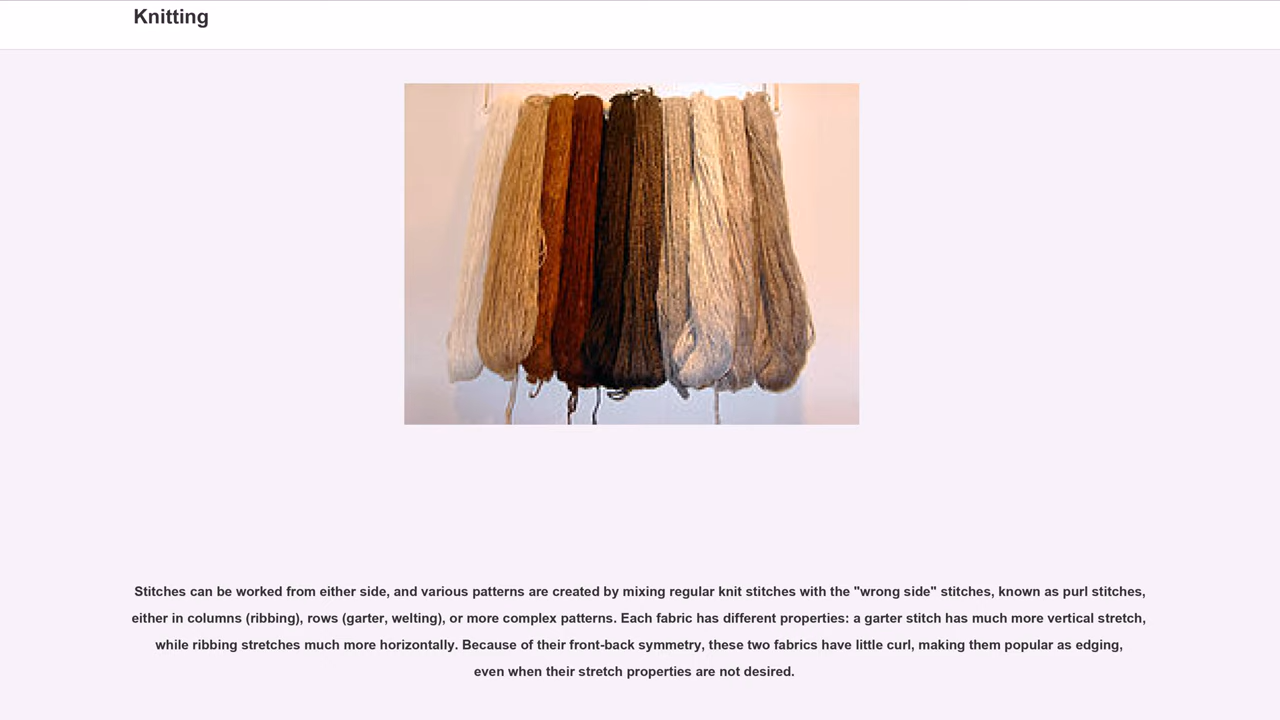 Knitting
Stitches can be worked from either side, and various patterns are created by mixing regular knit stitches with the "wrong side" stitches, known as purl stitches,
either in columns (ribbing), rows (garter, welting), or more complex patterns. Each fabric has different properties: a garter stitch has much more vertical stretch,
while ribbing stretches much more horizontally. Because of their front-back symmetry, these two fabrics have little curl, making them popular as edging,
even when their stretch properties are not desired.